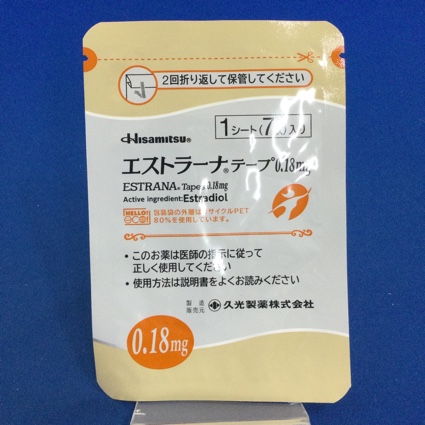 2回折り返して保管してください
Hisamitsu®
1シート(7 入り)
エストラーナ®テープ0.18mg
ESTRANA® Tape 0.18mg
Active ingredient:Estradiol
HELLO! eco!
包装袋の外層は リサイクルPET
80%を使用しています。
・このお薬は医師の指示に従って
正しく使用してください
・使用方法は説明書をよくお読みください
製造
販売元
久光製薬株式会社
0.18mg